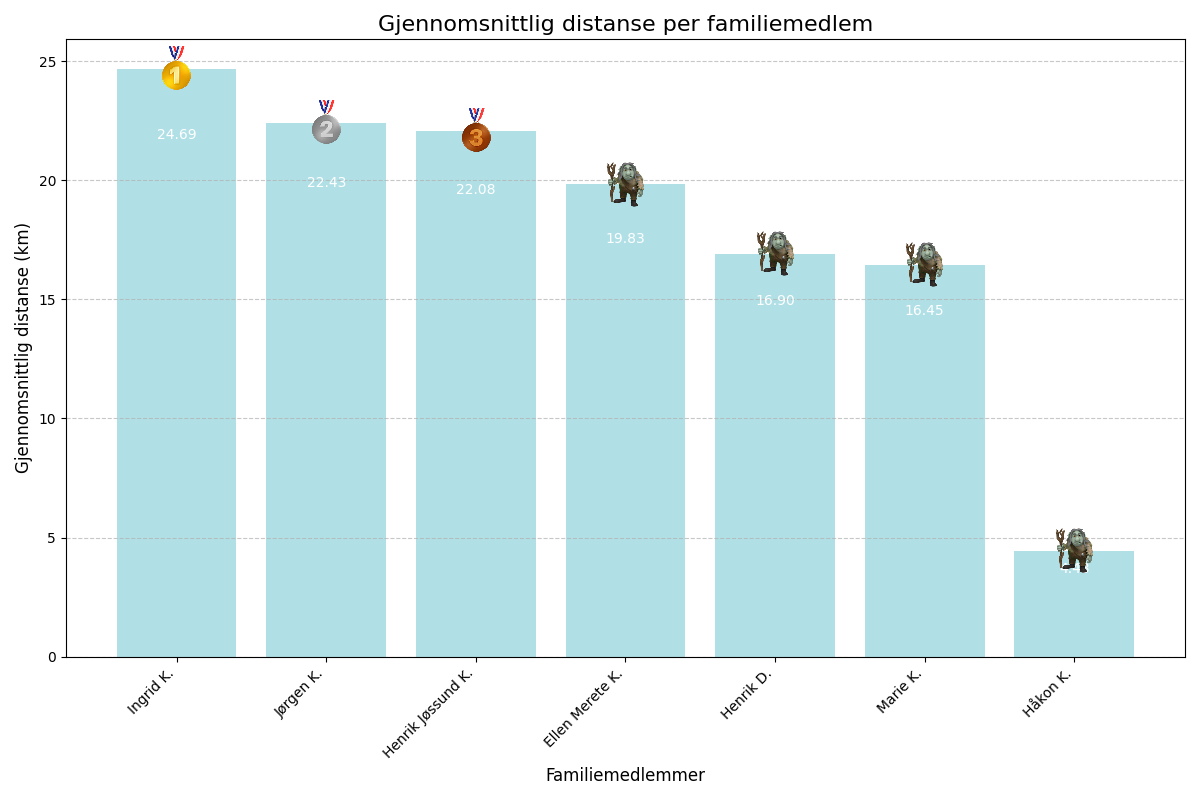 Gjennomsnittlig distanse per familiemedlem
Gjennomsnittlig distanse (km)
25
20
15
10
5
0
1
2
3
24.69
22.43
22.08
19.83
16.90
16.45
Ingrid K.
Jørgen K.
Henrik Jøssund K.
Ellen Merete K.
Henrik D.
Marie K.
Håkon K.
Familiemedlemmer